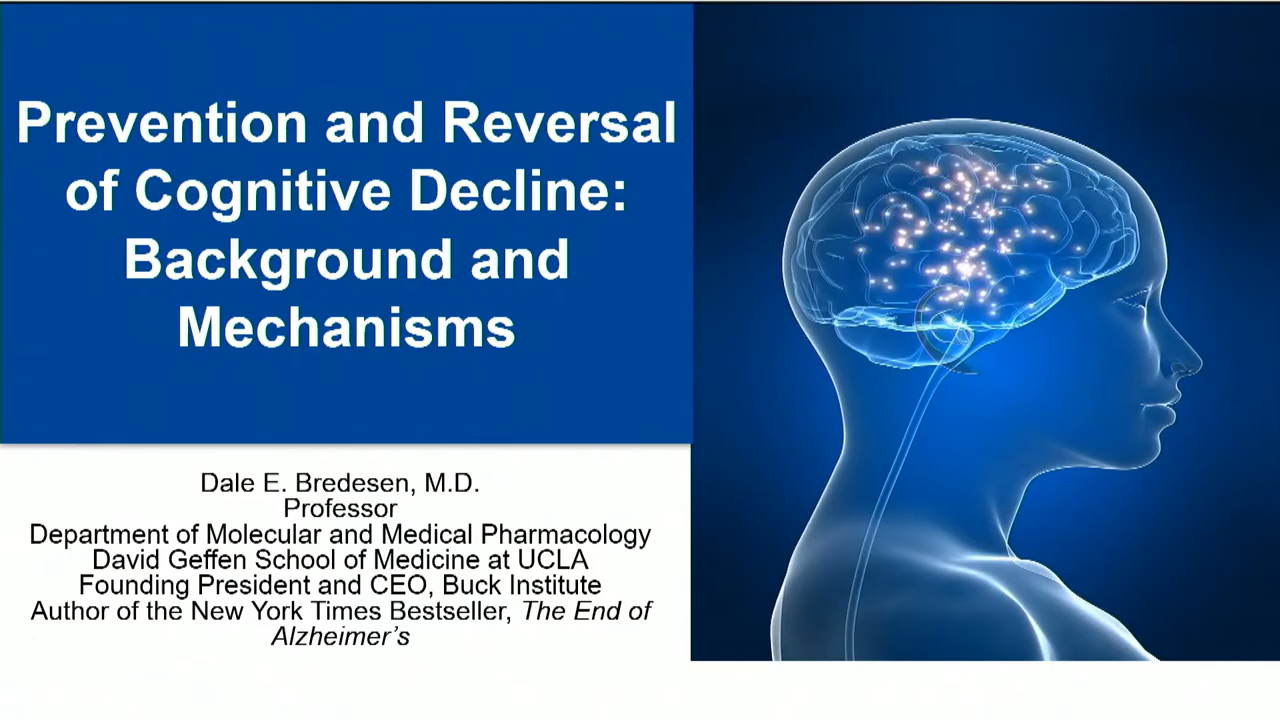 Prevention and Reversal
of Cognitive Decline:
Background and
Mechanisms
Dale E. Bredesen, M.D.
Professor
Department of Molecular and Medical Pharmacology
David Geffen School of Medicine at UCLA
Founding President and CEO, Buck Institute
Author of the New York Times Bestseller, The End of
Alzheimer’s